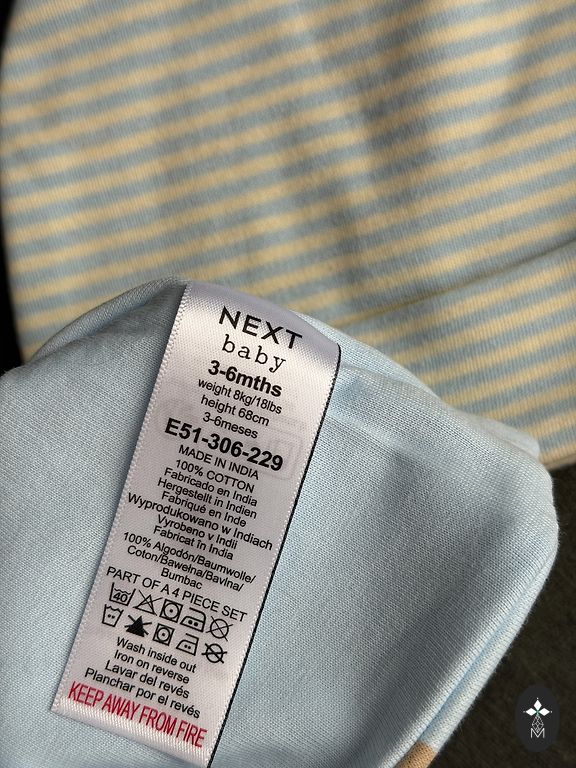 NEXT
baby
3-6mths
weight 8kg/18lbs
height 68cm
3-6meses
E51-306-229
MADE IN INDIA
100% COTTON
Fabricado en India
Hergestellt in Indien
Fabriqué en Inde
Wyprodukowano w Indiach
Vyrobeno v Indii
Fabricat în India
100% Algodón/Baumwolle/
Coton/Bawełna/Bavlna/
Bumbac
PART OF A 4 PIECE SET
40
Wash inside out
Iron on reverse
Lavar del revés
Planchar por el revés
KEEP AWAY FROM FIRE
M